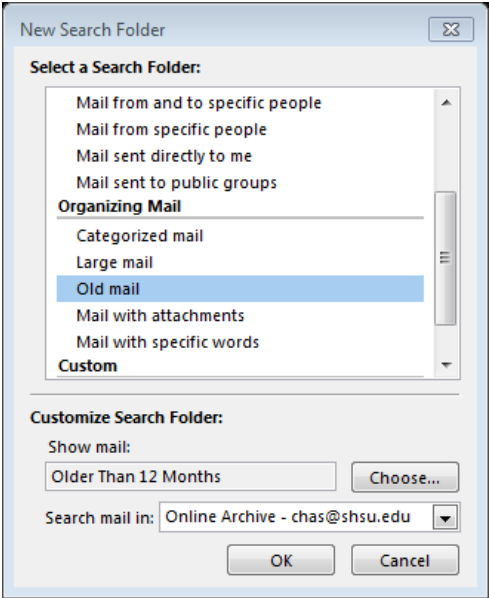 New Search Folder
Select a Search Folder:
Mail from and to specific people
Mail from specific people
Mail sent directly to me
Mail sent to public groups
Organizing Mail
Categorized mail
Large mail
Old mail
Mail with attachments
Mail with specific words
Custom
Customize Search Folder:
Show mail:
Older Than 12 Months Choose...
Search mail in: Online Archive - chas@shsu.edu
OK Cancel